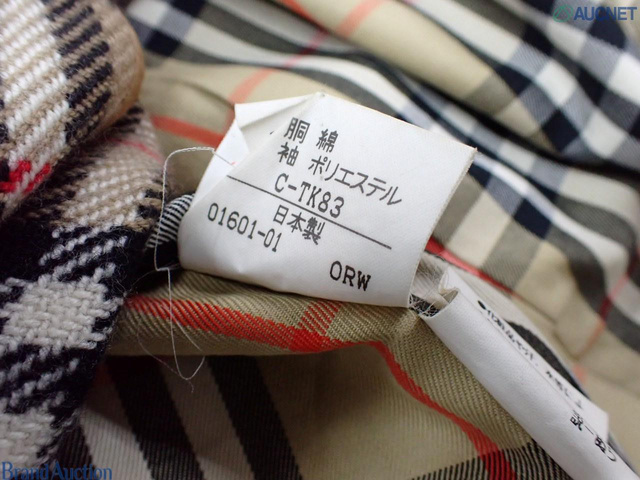 AUCNET
胴 綿
袖 ポリエステル
C-TK83
日本製
01601-01
ORW
Brand Auction